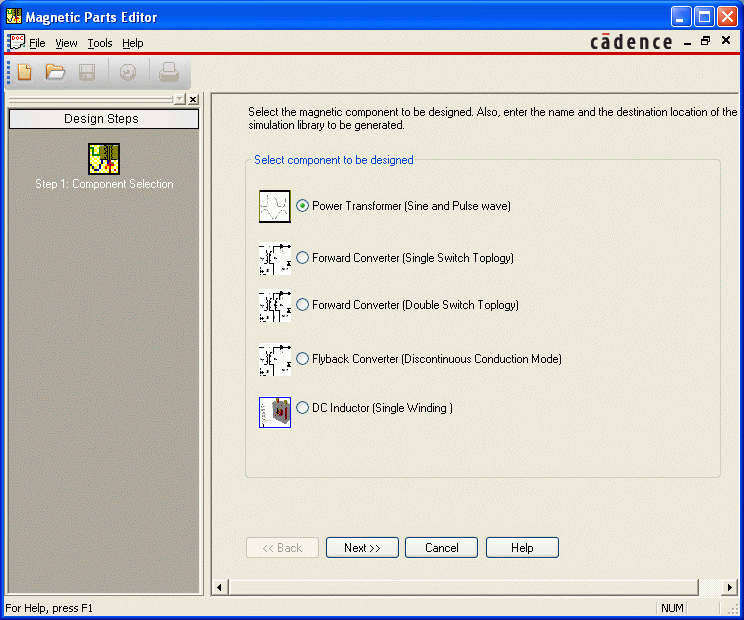 Magnetic Parts Editor
File View Tools Help
cādence
Design Steps
Step 1: Component Selection
Select the magnetic component to be designed. Also, enter the name and the destination location of the
simulation library to be generated.
Select component to be designed
Power Transformer (Sine and Pulse wave)
Forward Converter (Single Switch Toplogy)
Forward Converter (Double Switch Toplogy)
Flyback Converter (Discontinuous Conduction Mode)
DC Inductor (Single Winding )
<< Back Next >> Cancel Help
For Help, press F1 NUM